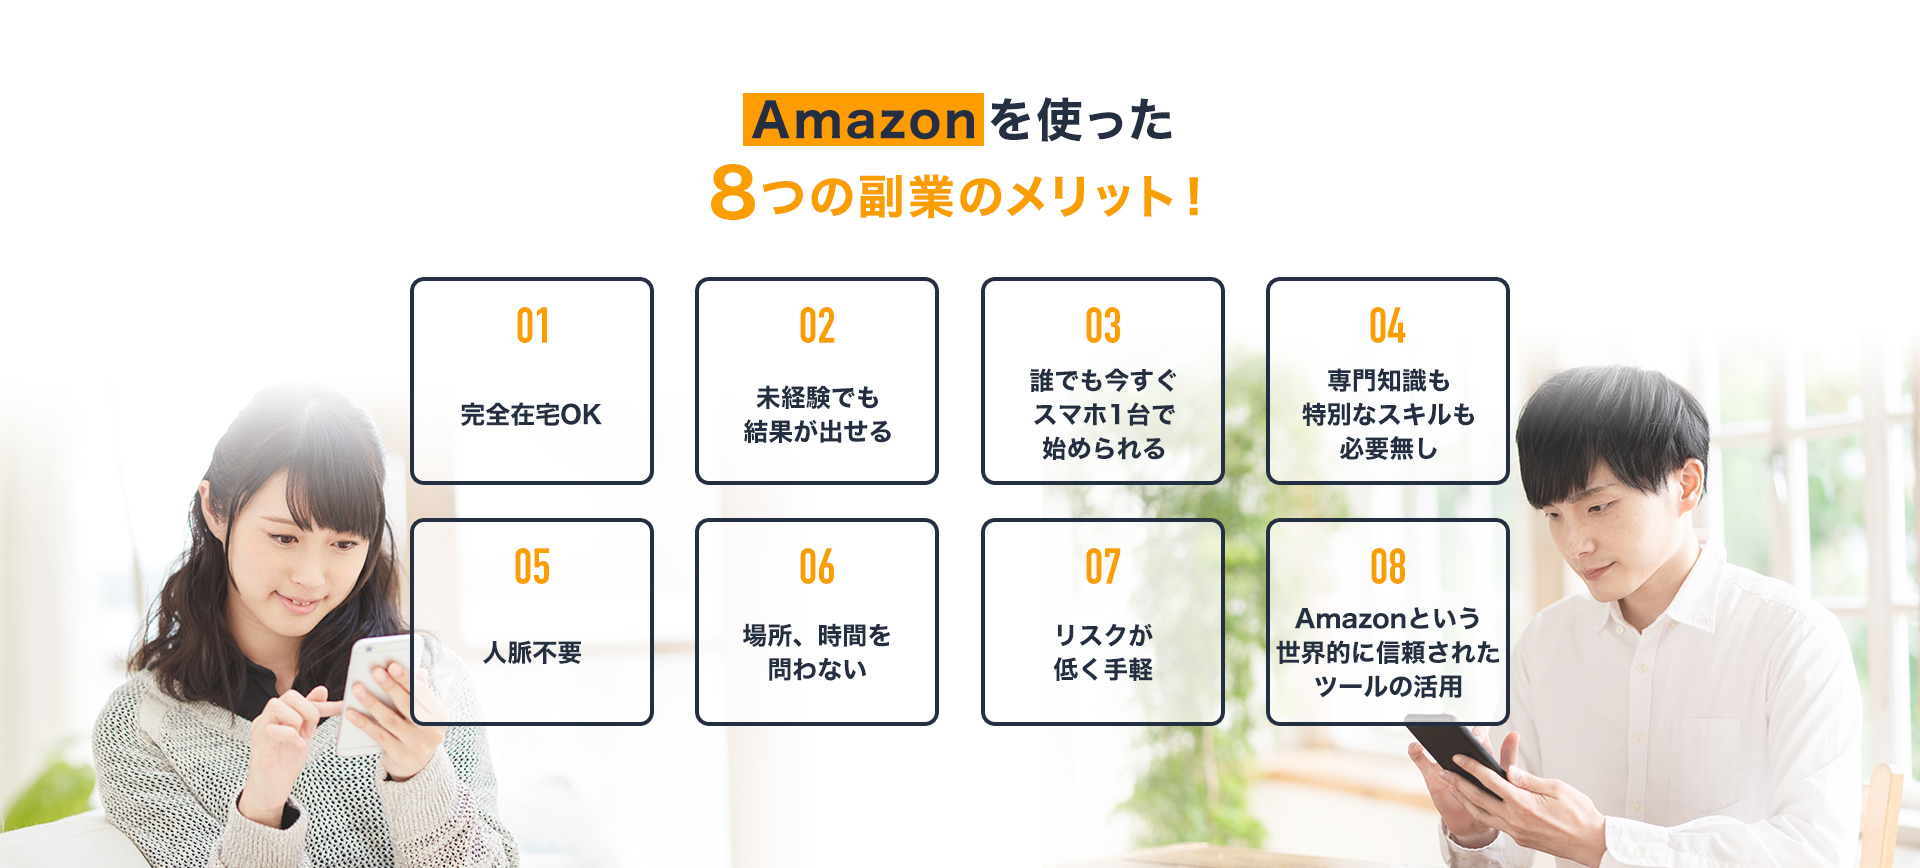 Amazonを使った
8つの副業のメリット！
01
完全在宅OK
02
未経験でも
結果が出せる
03
誰でも今すぐ
スマホ1台で
始められる
04
専門知識も
特別なスキルも
必要無し
05
人脈不要
06
場所、時間を
問わない
07
リスクが
低く手軽
08
Amazonという
世界的に信頼された
ツールの活用